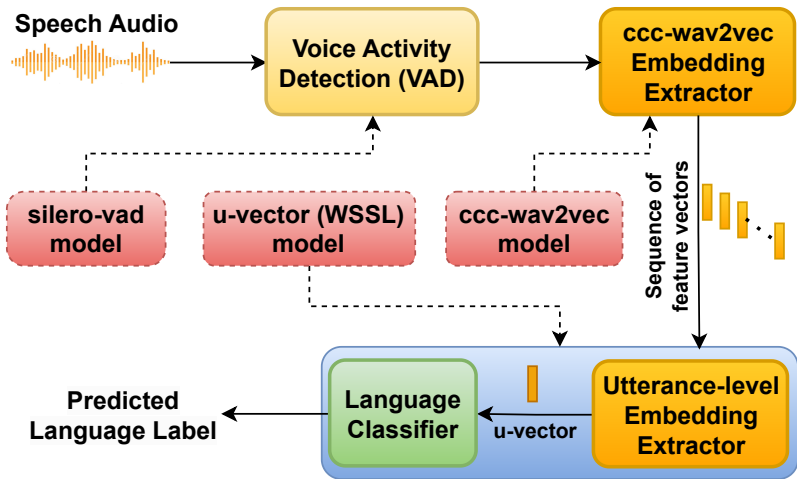 Speech Audio
Voice Activity
Detection (VAD)
ccc-wav2vec
Embedding
Extractor
silero-vad
model
u-vector (WSSL)
model
ccc-wav2vec
model
Sequence of
feature vectors
Predicted
Language Label
Language
Classifier
u-vector
Utterance-level
Embedding
Extractor